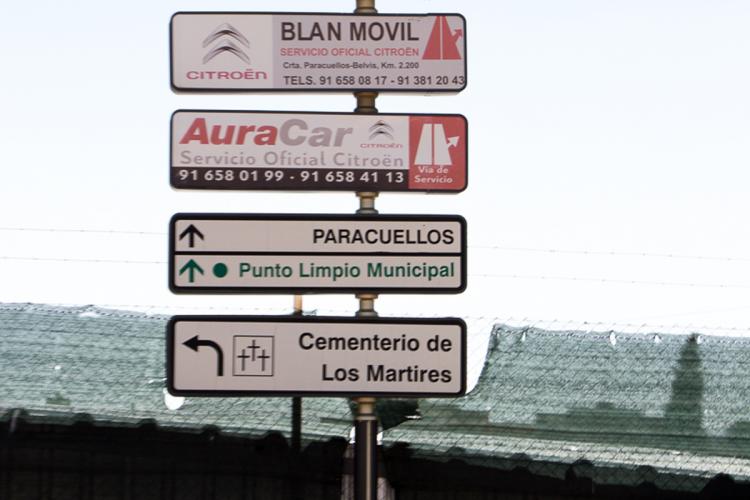 BLAN MOVIL
SERVICIO OFICIAL CITROËN
Crta. Paracuellos-Belvis, Km. 2.200
CITROËN
TELS. 91 658 08 17 - 91 381 20 43
AuraCar
CITROËN
Servicio Oficial Citroën
91 658 01 99 - 91 658 41 13
Vía de
Servicio
PARACUELLOS
Punto Limpio Municipal
Cementerio de
Los Martires